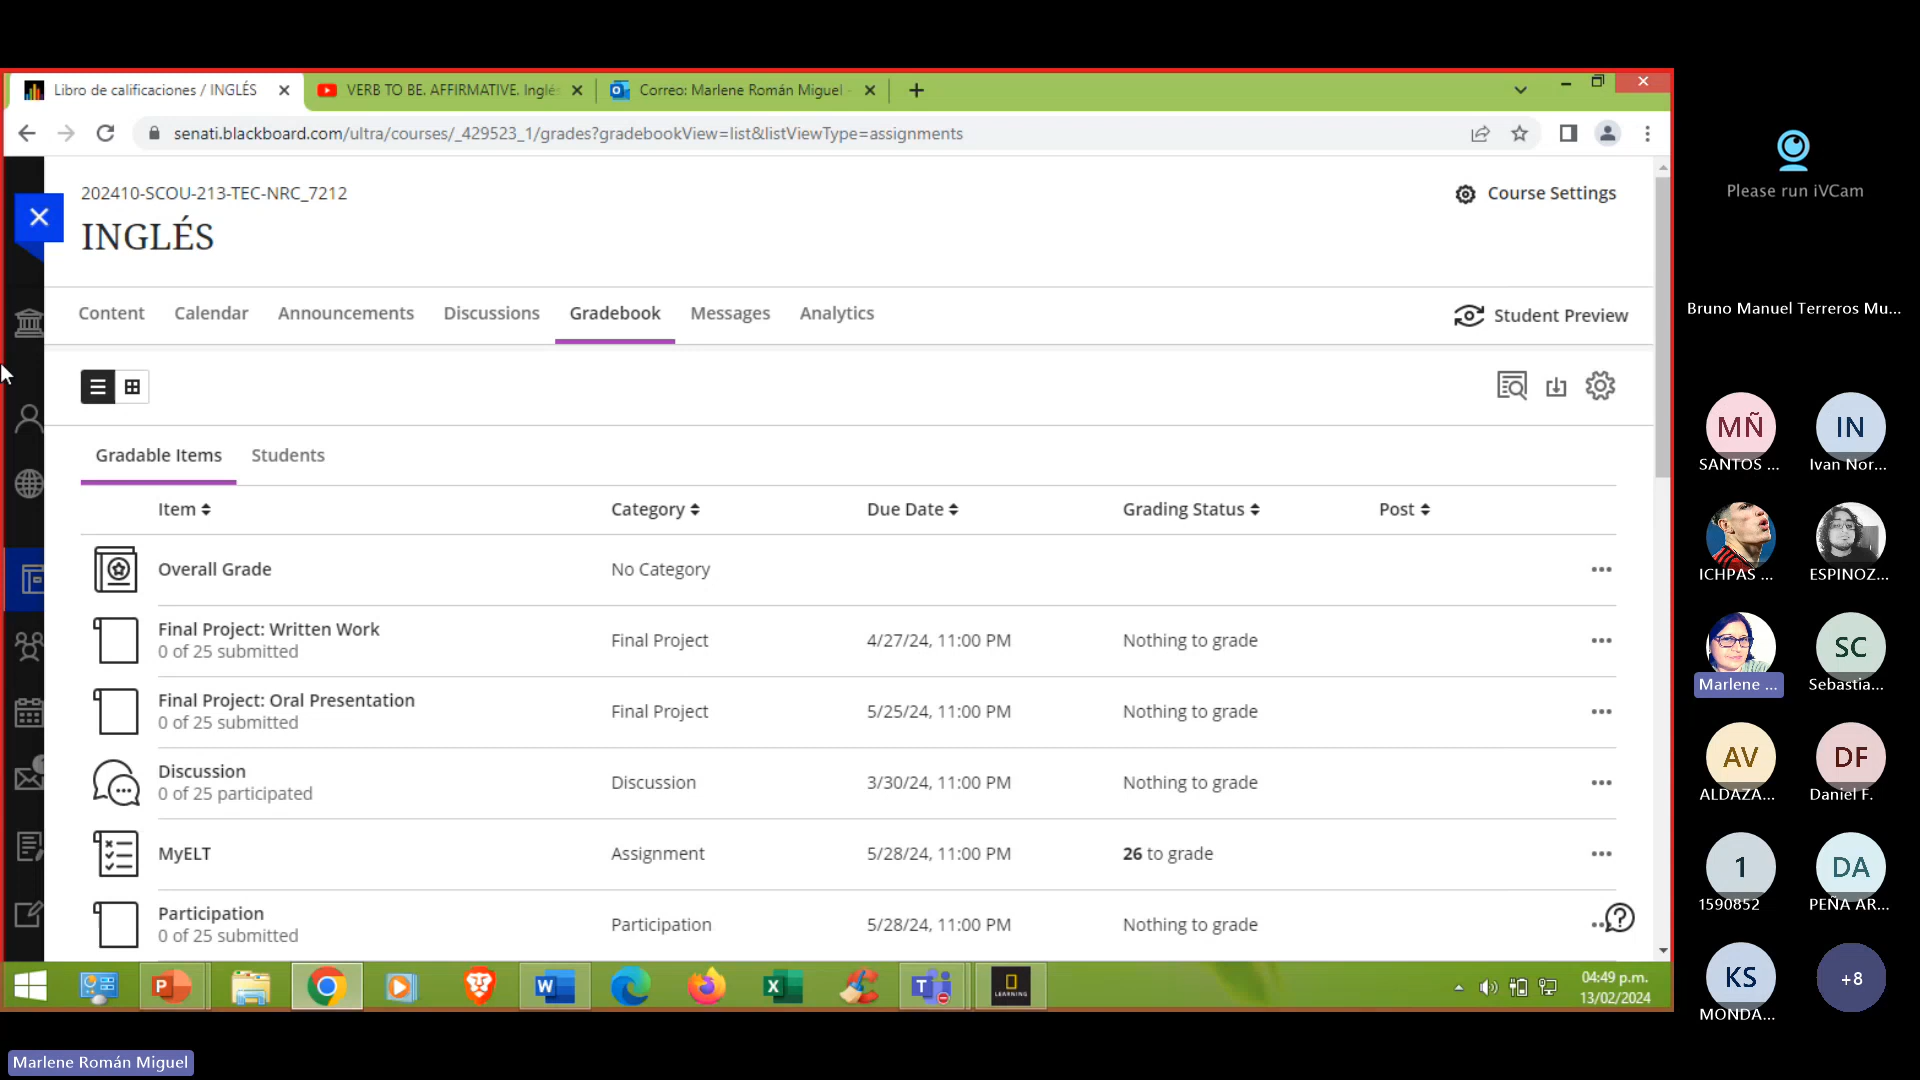 Libro de calificaciones / INGLÉS
VERB TO BE. AFFIRMATIVE. Inglé
Correo: Marlene Román Miguel -
senati.blackboard.com/ultra/courses/_429523_1/grades?gradebookView=list&listViewType=assignments
202410-SCOU-213-TEC-NRC_7212
Course Settings
INGLÉS
Content Calendar Announcements Discussions Gradebook Messages Analytics
Student Preview
Gradable Items Students
Item Category Due Date Grading Status Post
Overall Grade No Category
Final Project: Written Work
0 of 25 submitted
Final Project 4/27/24, 11:00 PM Nothing to grade
Final Project: Oral Presentation
0 of 25 submitted
Final Project 5/25/24, 11:00 PM Nothing to grade
Discussion
0 of 25 participated
Discussion 3/30/24, 11:00 PM Nothing to grade
MyELT Assignment 5/28/24, 11:00 PM 26 to grade
Participation
0 of 25 submitted
Participation 5/28/24, 11:00 PM Nothing to grade
LEARNING
04:49 p.m.
13/02/2024
Please run iVCam
Bruno Manuel Terreros Mu...
MÑ IN
SANTOS ... Ivan Nor...
ICHPAS ... ESPINOZ...
SC
Marlene ... Sebastia...
AV DF
ALDAZA... Daniel F.
1 DA
1590852 PEÑA AR...
KS +8
MONDA...
Marlene Román Miguel